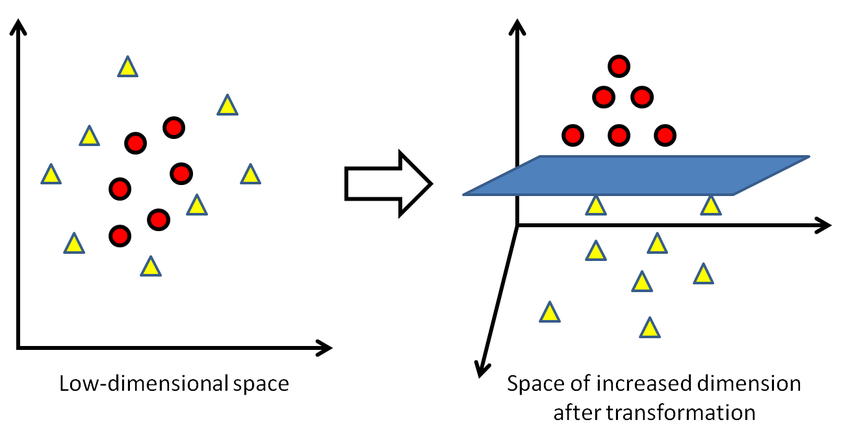 Low-dimensional space
Space of increased dimension
after transformation